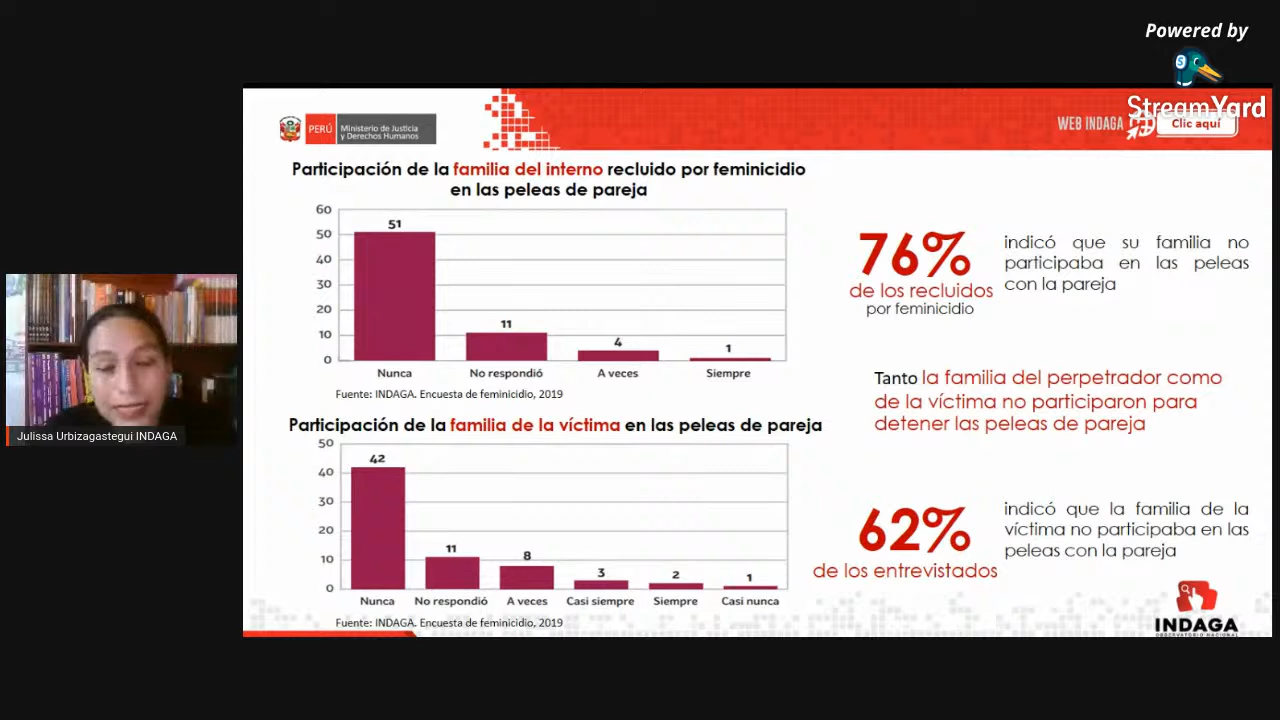 Powered by
StreamYard
PERÚ
Ministerio de Justicia
y Derechos Humanos
WEB INDAGA
Clic aquí
Participación de la familia del interno recluido por feminicidio
en las peleas de pareja
60
50
40
30
20
10
0
51
11
4
1
Nunca
No respondió
A veces
Siempre
Fuente: INDAGA. Encuesta de feminicidio, 2019
76%
de los recluidos
por feminicidio
indicó que su familia no
participaba en las peleas
con la pareja
Tanto la familia del perpetrador como
de la víctima no participaron para
detener las peleas de pareja
Julissa Urbizagastegui INDAGA
Participación de la familia de la víctima en las peleas de pareja
50
40
30
20
10
0
42
11
8
3
2
1
Nunca
No respondió
A veces
Casi siempre
Siempre
Casi nunca
Fuente: INDAGA. Encuesta de feminicidio, 2019
62%
de los entrevistados
indicó que la familia de la
víctima no participaba en las
peleas con la pareja
INDAGA
OBSERVATORIO NACIONAL